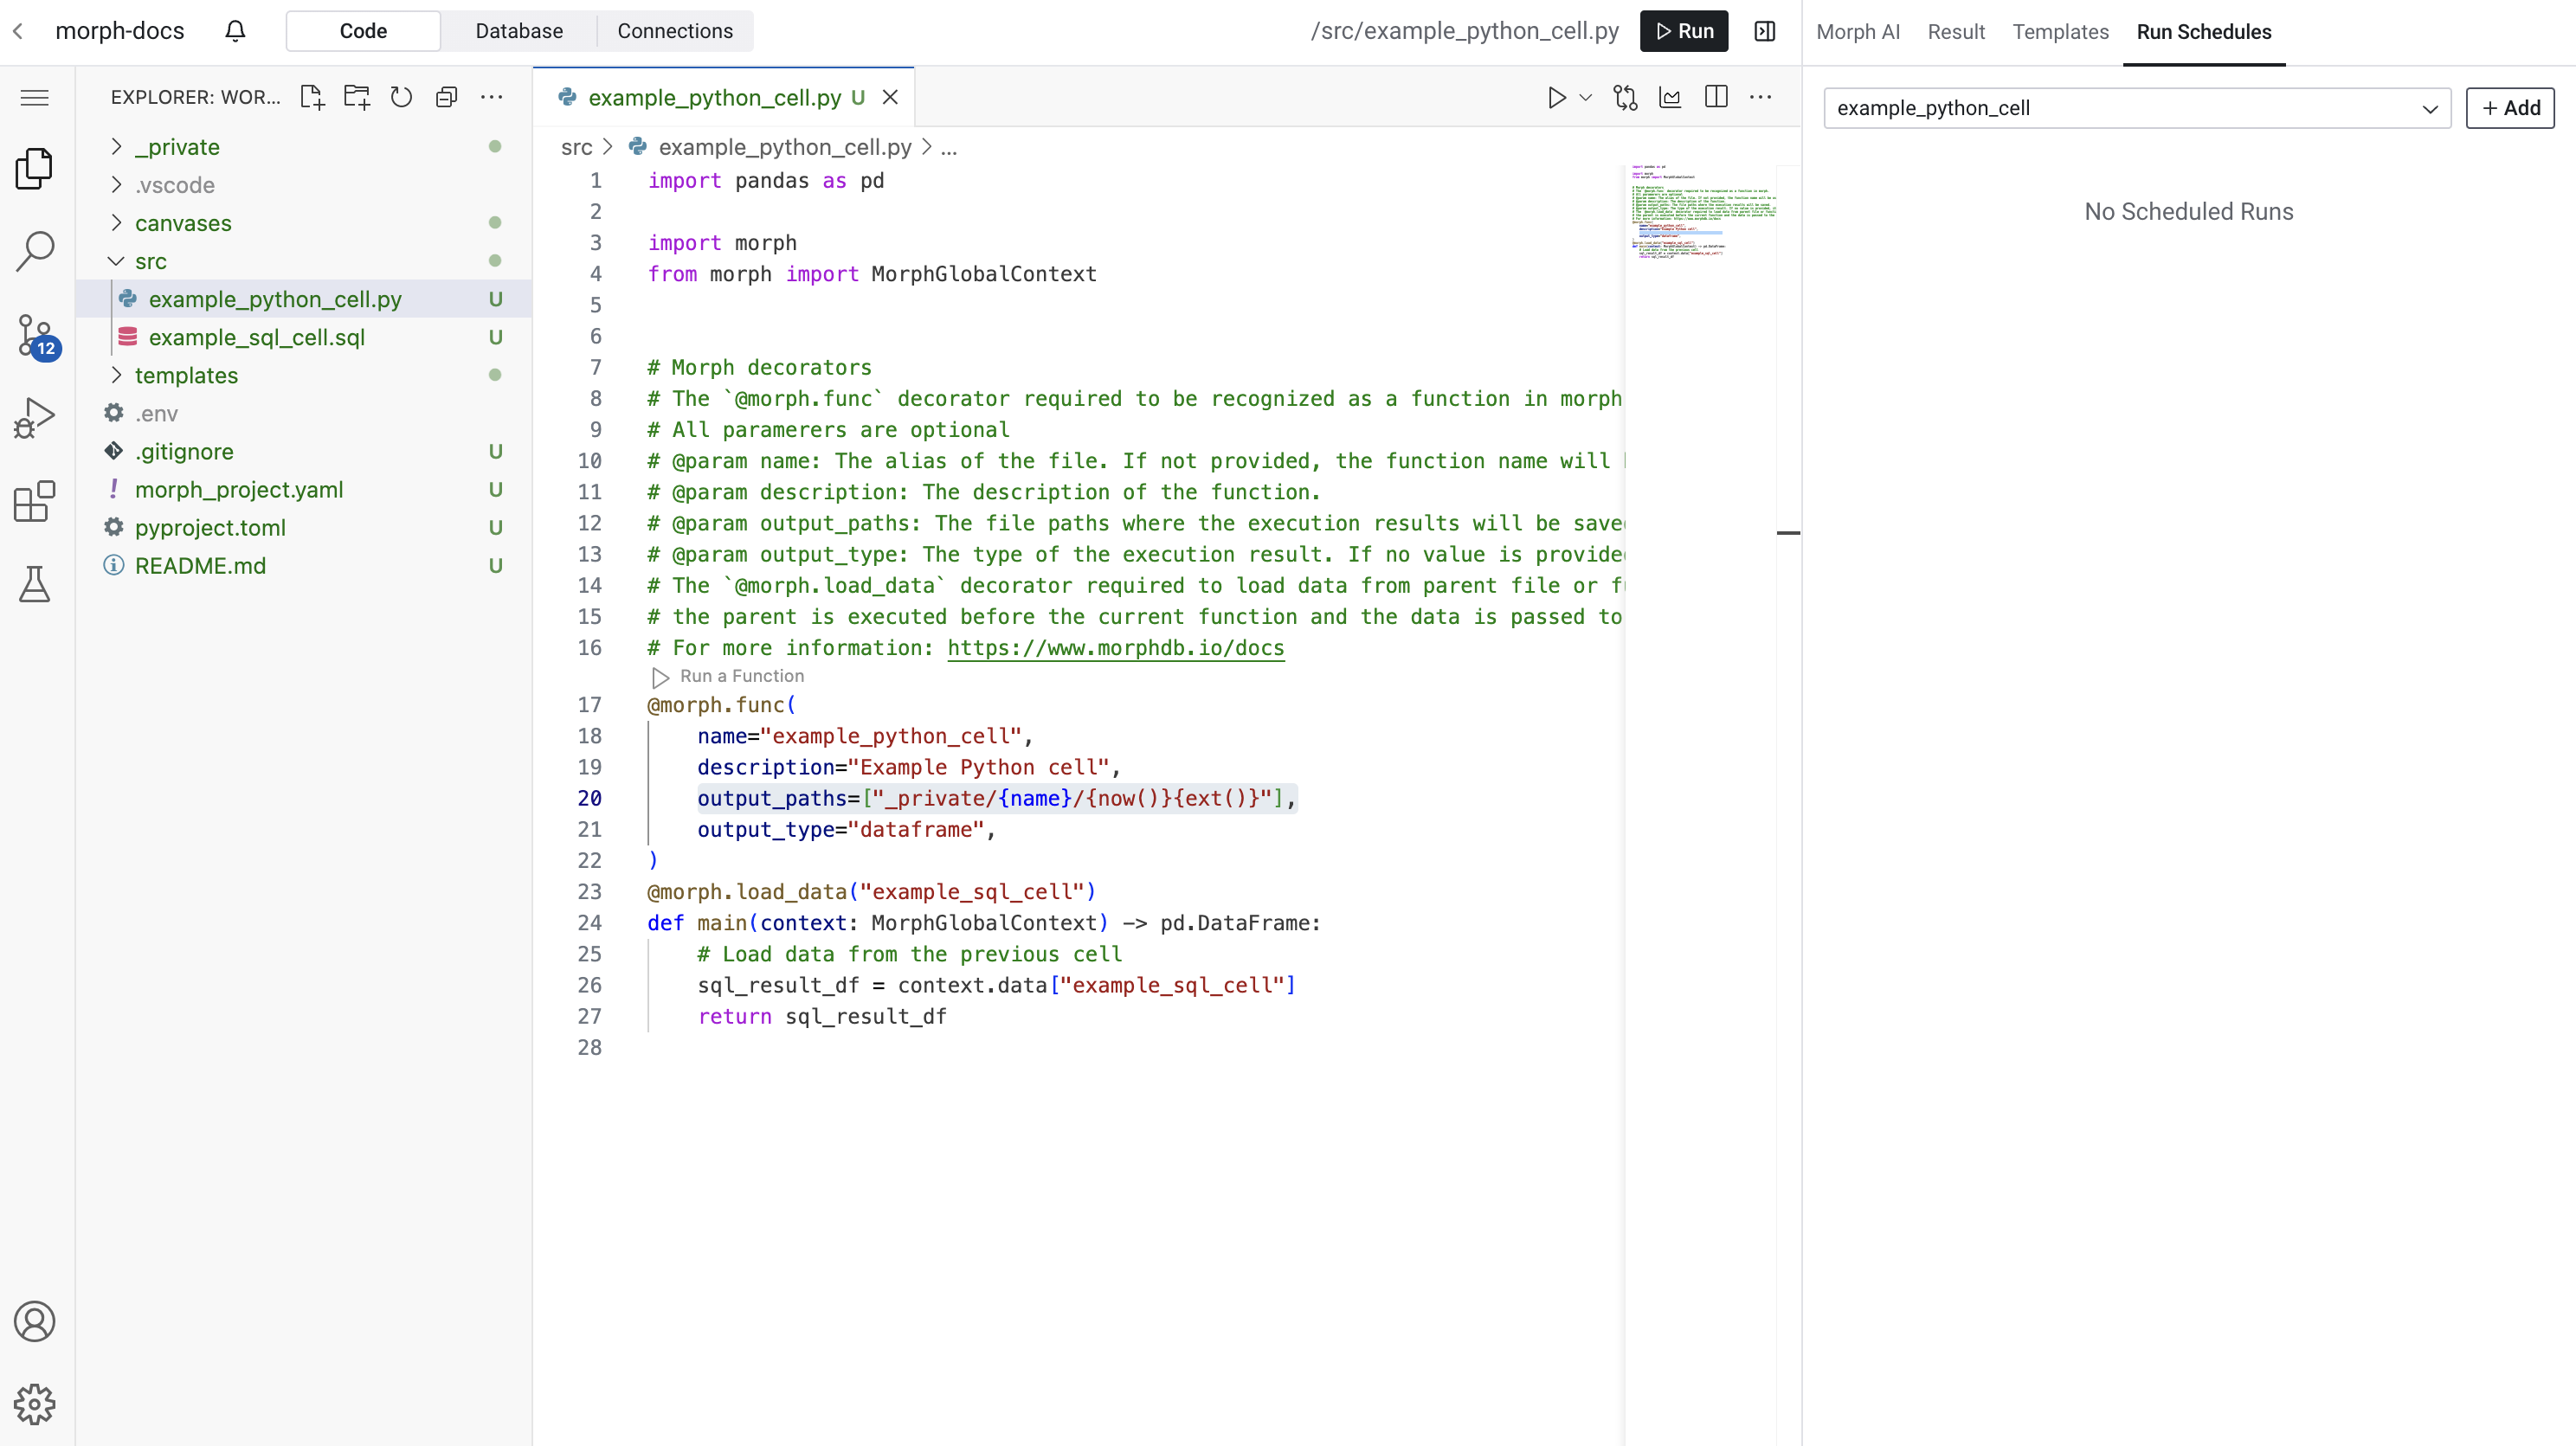 morph-docs
Code
Database
Connections
/src/example_python_cell.py
Run
Morph AI
Result
Templates
Run Schedules
EXPLORER: WOR...
_private
.vscode
canvases
src
example_python_cell.py U
example_sql_cell.sql U
templates
.env
.gitignore U
morph_project.yaml U
pyproject.toml U
README.md U
12
example_python_cell.py U
src > example_python_cell.py > ...
1 import pandas as pd
2
3 import morph
4 from morph import MorphGlobalContext
5
6
7 # Morph decorators
8 # The `@morph.func` decorator required to be recognized as a function in morph
9 # All paramerers are optional
10 # @param name: The alias of the file. If not provided, the function name will
11 # @param description: The description of the function.
12 # @param output_paths: The file paths where the execution results will be save
13 # @param output_type: The type of the execution result. If no value is provide
14 # The `@morph.load_data` decorator required to load data from parent file or f
15 # the parent is executed before the current function and the data is passed to
16 # For more information: https://www.morphdb.io/docs
Run a Function
17 @morph.func(
18 name="example_python_cell",
19 description="Example Python cell",
20 output_paths=["_private/{name}/{now()}{ext()}"],
21 output_type="dataframe",
22 )
23 @morph.load_data("example_sql_cell")
24 def main(context: MorphGlobalContext) -> pd.DataFrame:
25 # Load data from the previous cell
26 sql_result_df = context.data["example_sql_cell"]
27 return sql_result_df
28
example_python_cell
+ Add
No Scheduled Runs